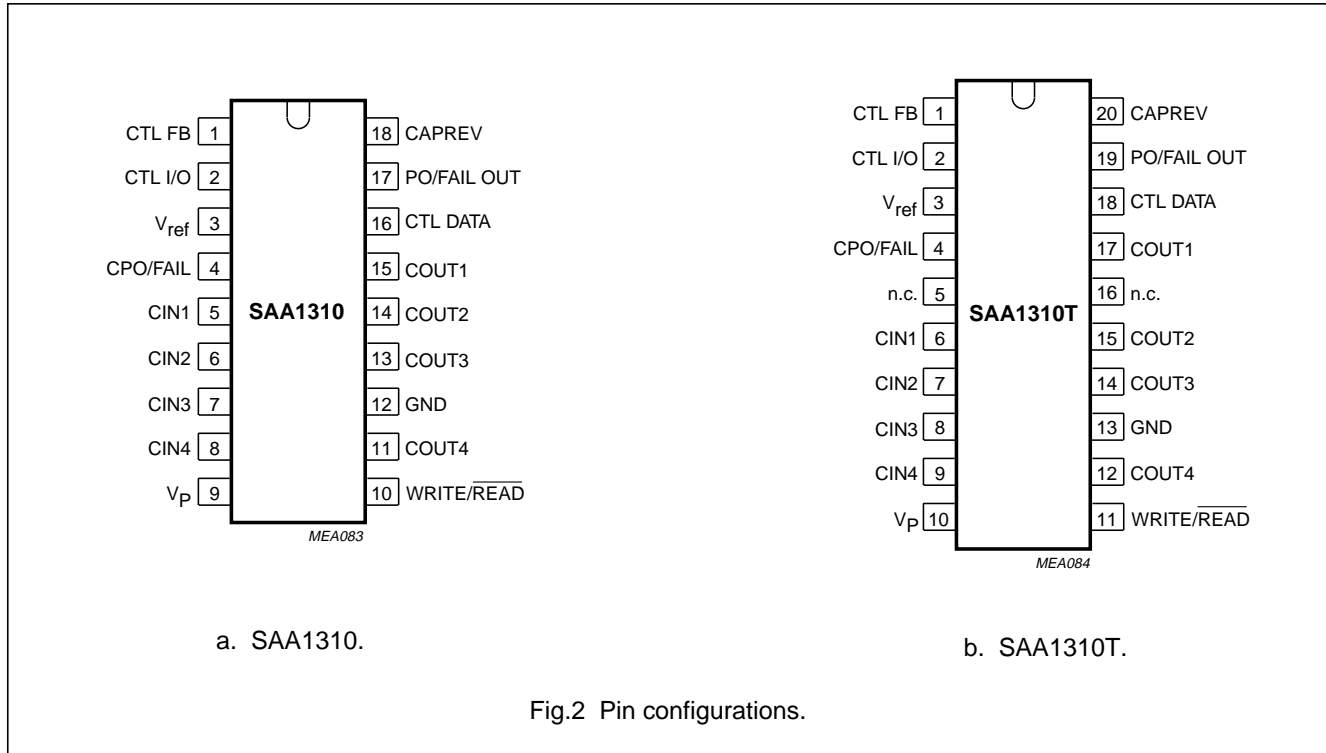 CTL FB 1
CTL I/O 2
Vref 3
CPO/FAIL 4
CIN1 5
CIN2 6
CIN3 7
CIN4 8
VP 9
SAA1310
18 CAPREV
17 PO/FAIL OUT
16 CTL DATA
15 COUT1
14 COUT2
13 COUT3
12 GND
11 COUT4
10 WRITE/READ
MEA083
a. SAA1310.
CTL FB 1
CTL I/O 2
Vref 3
CPO/FAIL 4
n.c. 5
CIN1 6
CIN2 7
CIN3 8
CIN4 9
VP 10
SAA1310T
20 CAPREV
19 PO/FAIL OUT
18 CTL DATA
17 COUT1
16 n.c.
15 COUT2
14 COUT3
13 GND
12 COUT4
11 WRITE/READ
MEA084
b. SAA1310T.
Fig.2 Pin configurations.